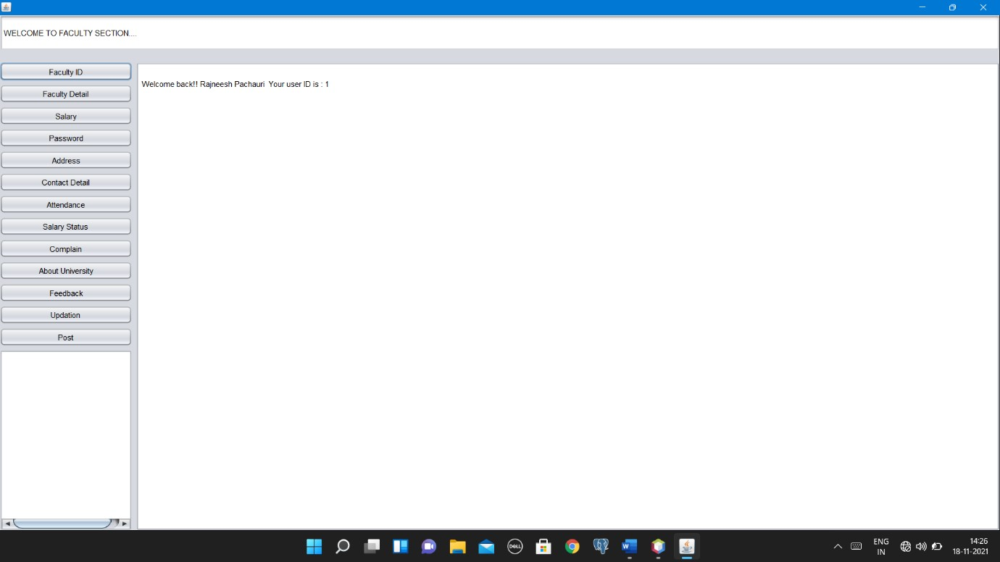 WELCOME TO FACULTY SECTION....
Faculty ID
Faculty Detail
Salary
Password
Address
Contact Detail
Attendance
Salary Status
Complain
About University
Feedback
Updation
Post
Welcome back!! Rajneesh Pachauri  Your user ID is : 1
DELL
W
ENG
IN
14:26
18-11-2021